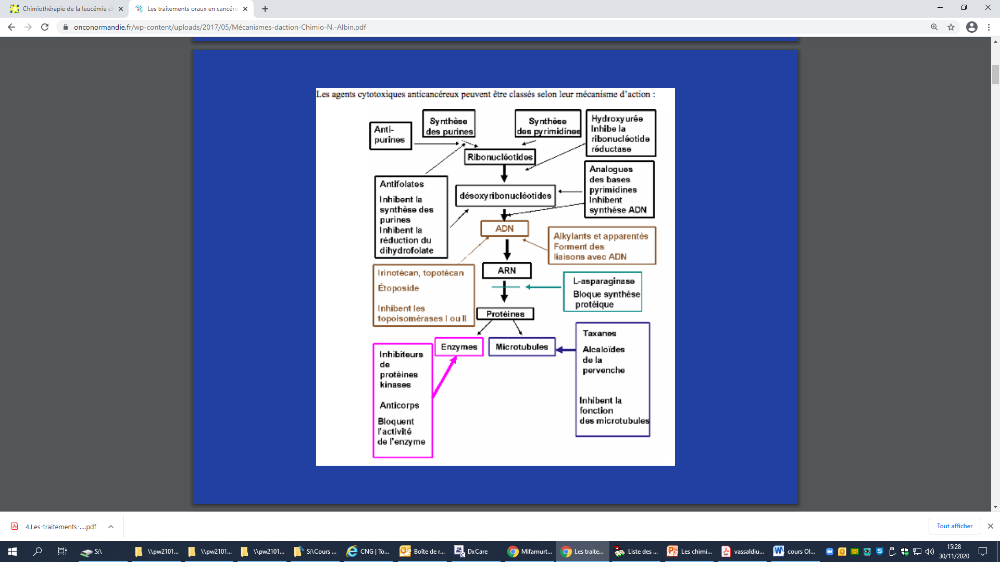 Chimiothérapie de la leucémie ch
Les traitements oraux en cancéro
onconormandie.fr/wp-content/uploads/2017/05/Mécanismes-daction-Chimio-N.-Albin.pdf
Les agents cytotoxiques anticancéreux peuvent être classés selon leur mécanisme d'action :
Anti-
purines
Synthèse
des purines
Synthèse
des pyrimidines
Hydroxyurée
Inhibe la
ribonucléotide
réductase
Ribonucléotides
Analogues
des bases
pyrimidines
Inhibent
synthèse ADN
Antifolates
Inhibent la
synthèse des
purines
Inhibent la
réduction du
dihydrofolate
désoxyribonucléotides
ADN
Alkylants et apparentés
Forment des
liaisons avec ADN
Irinotécan, topotécan
Étoposide
Inhibent les
topoisomérases I ou II
ARN
L-asparaginase
Bloque synthèse
protéique
Protéines
Enzymes
Microtubules
Taxanes
Alcaloïdes
de la
pervenche
Inhibent la
fonction
des microtubules
Inhibiteurs
de
protéines
kinases
Anticorps
Bloquent
l'activité
de l'enzyme
4.Les-traitements-....pdf
Tout afficher
S:\
\\pw2101...
\\pw2101...
\\pw2101...
S:\Cours ...
CNG | To...
Boîte de r...
DxCare
Mifamurt...
Les traite...
Liste des ...
Les chimi...
vassaldiu...
cours OI...
15:28
30/11/2020